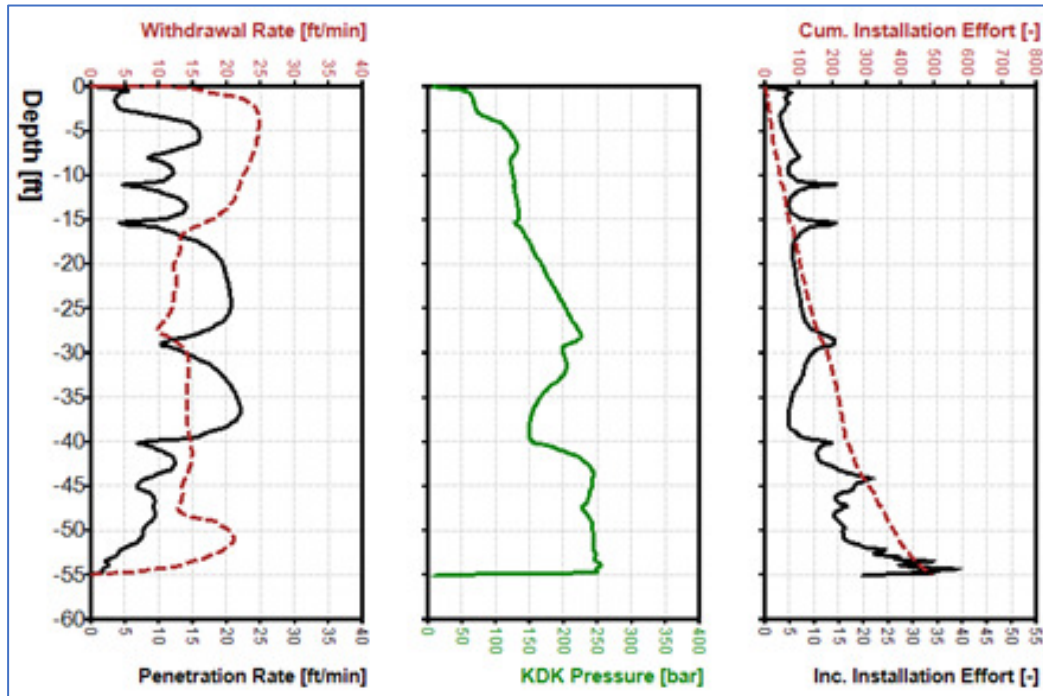 Withdrawal Rate [ft/min]
0 5 10 15 20 25 30 35 40
Cum. Installation Effort [-]
0 100 200 300 400 500 600 700 800
Depth [ft]
0
-5
-10
-15
-20
-25
-30
-35
-40
-45
-50
-55
-60
0 5 10 15 20 25 30 35 40
Penetration Rate [ft/min]
0 50 100 150 200 250 300 350 400
KDK Pressure [bar]
0 5 10 15 20 25 30 35 40 45 50 55
Inc. Installation Effort [-]